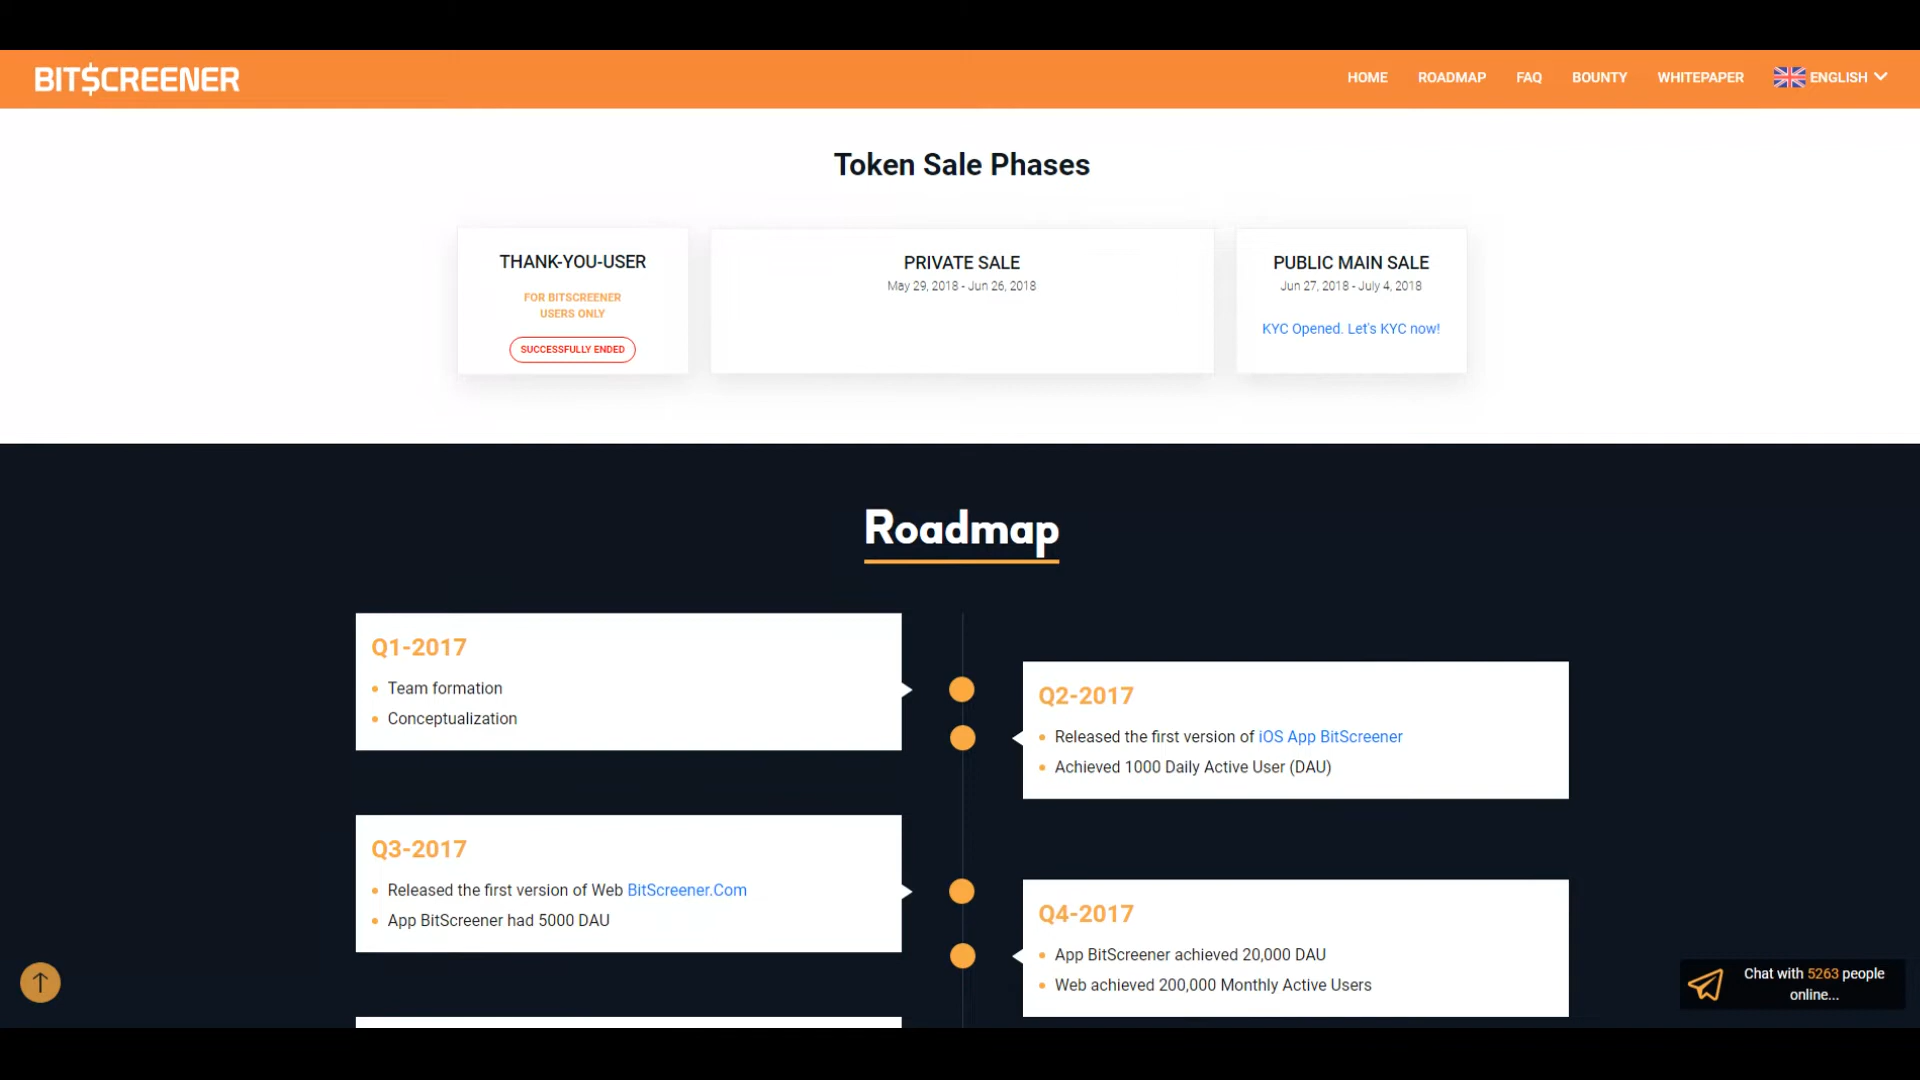 BIT$CREENER
HOME ROADMAP FAQ BOUNTY WHITEPAPER ENGLISH
Token Sale Phases
THANK-YOU-USER
FOR BITSCREENER
USERS ONLY
SUCCESSFULLY ENDED
PRIVATE SALE
May 29, 2018 - Jun 26, 2018
PUBLIC MAIN SALE
Jun 27, 2018 - July 4, 2018
KYC Opened. Let's KYC now!
Roadmap
Q1-2017
Team formation
Conceptualization
Q2-2017
Released the first version of iOS App BitScreener
Achieved 1000 Daily Active User (DAU)
Q3-2017
Released the first version of Web BitScreener.Com
App BitScreener had 5000 DAU
Q4-2017
App BitScreener achieved 20,000 DAU
Web achieved 200,000 Monthly Active Users
Chat with 5263 people
online...